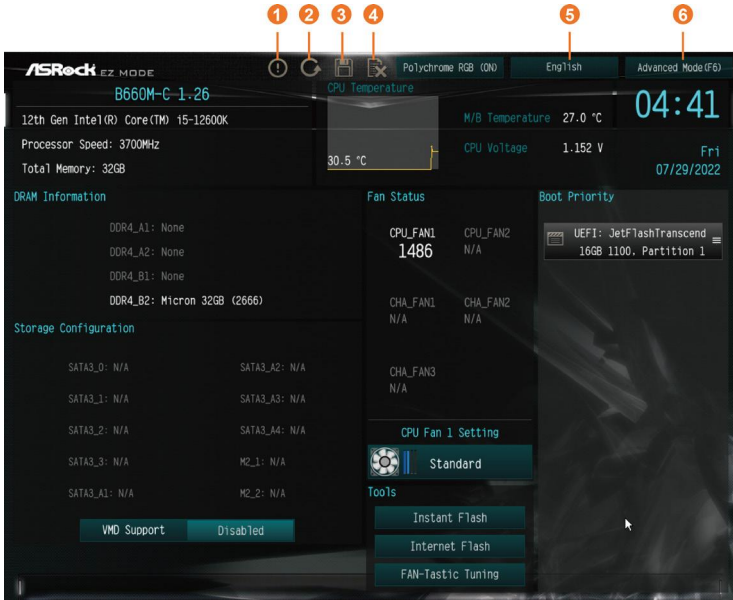 1 2 3 4 5 6
ASRock EZ MODE
Polychrome RGB (ON)
English
Advanced Mode(F6)
B660M-C 1.26
12th Gen Intel(R) Core(TM) i5-12600K
Processor Speed: 3700MHz
Total Memory: 32GB
CPU Temperature
30.5 °C
M/B Temperature 27.0 °C
CPU Voltage 1.152 V
04:41
Fri
07/29/2022
DRAM Information
DDR4_A1: None
DDR4_A2: None
DDR4_B1: None
DDR4_B2: Micron 32GB (2666)
Storage Configuration
SATA3_0: N/A
SATA3_A2: N/A
SATA3_1: N/A
SATA3_A3: N/A
SATA3_2: N/A
SATA3_A4: N/A
SATA3_3: N/A
M2_1: N/A
SATA3_A1: N/A
M2_2: N/A
VMD Support
Disabled
Fan Status
CPU_FAN1
1486
CPU_FAN2
N/A
CHA_FAN1
N/A
CHA_FAN2
N/A
CHA_FAN3
N/A
CPU Fan 1 Setting
Standard
Tools
Instant Flash
Internet Flash
FAN-Tastic Tuning
Boot Priority
UEFI: JetFlashTranscend
16GB 1100, Partition 1